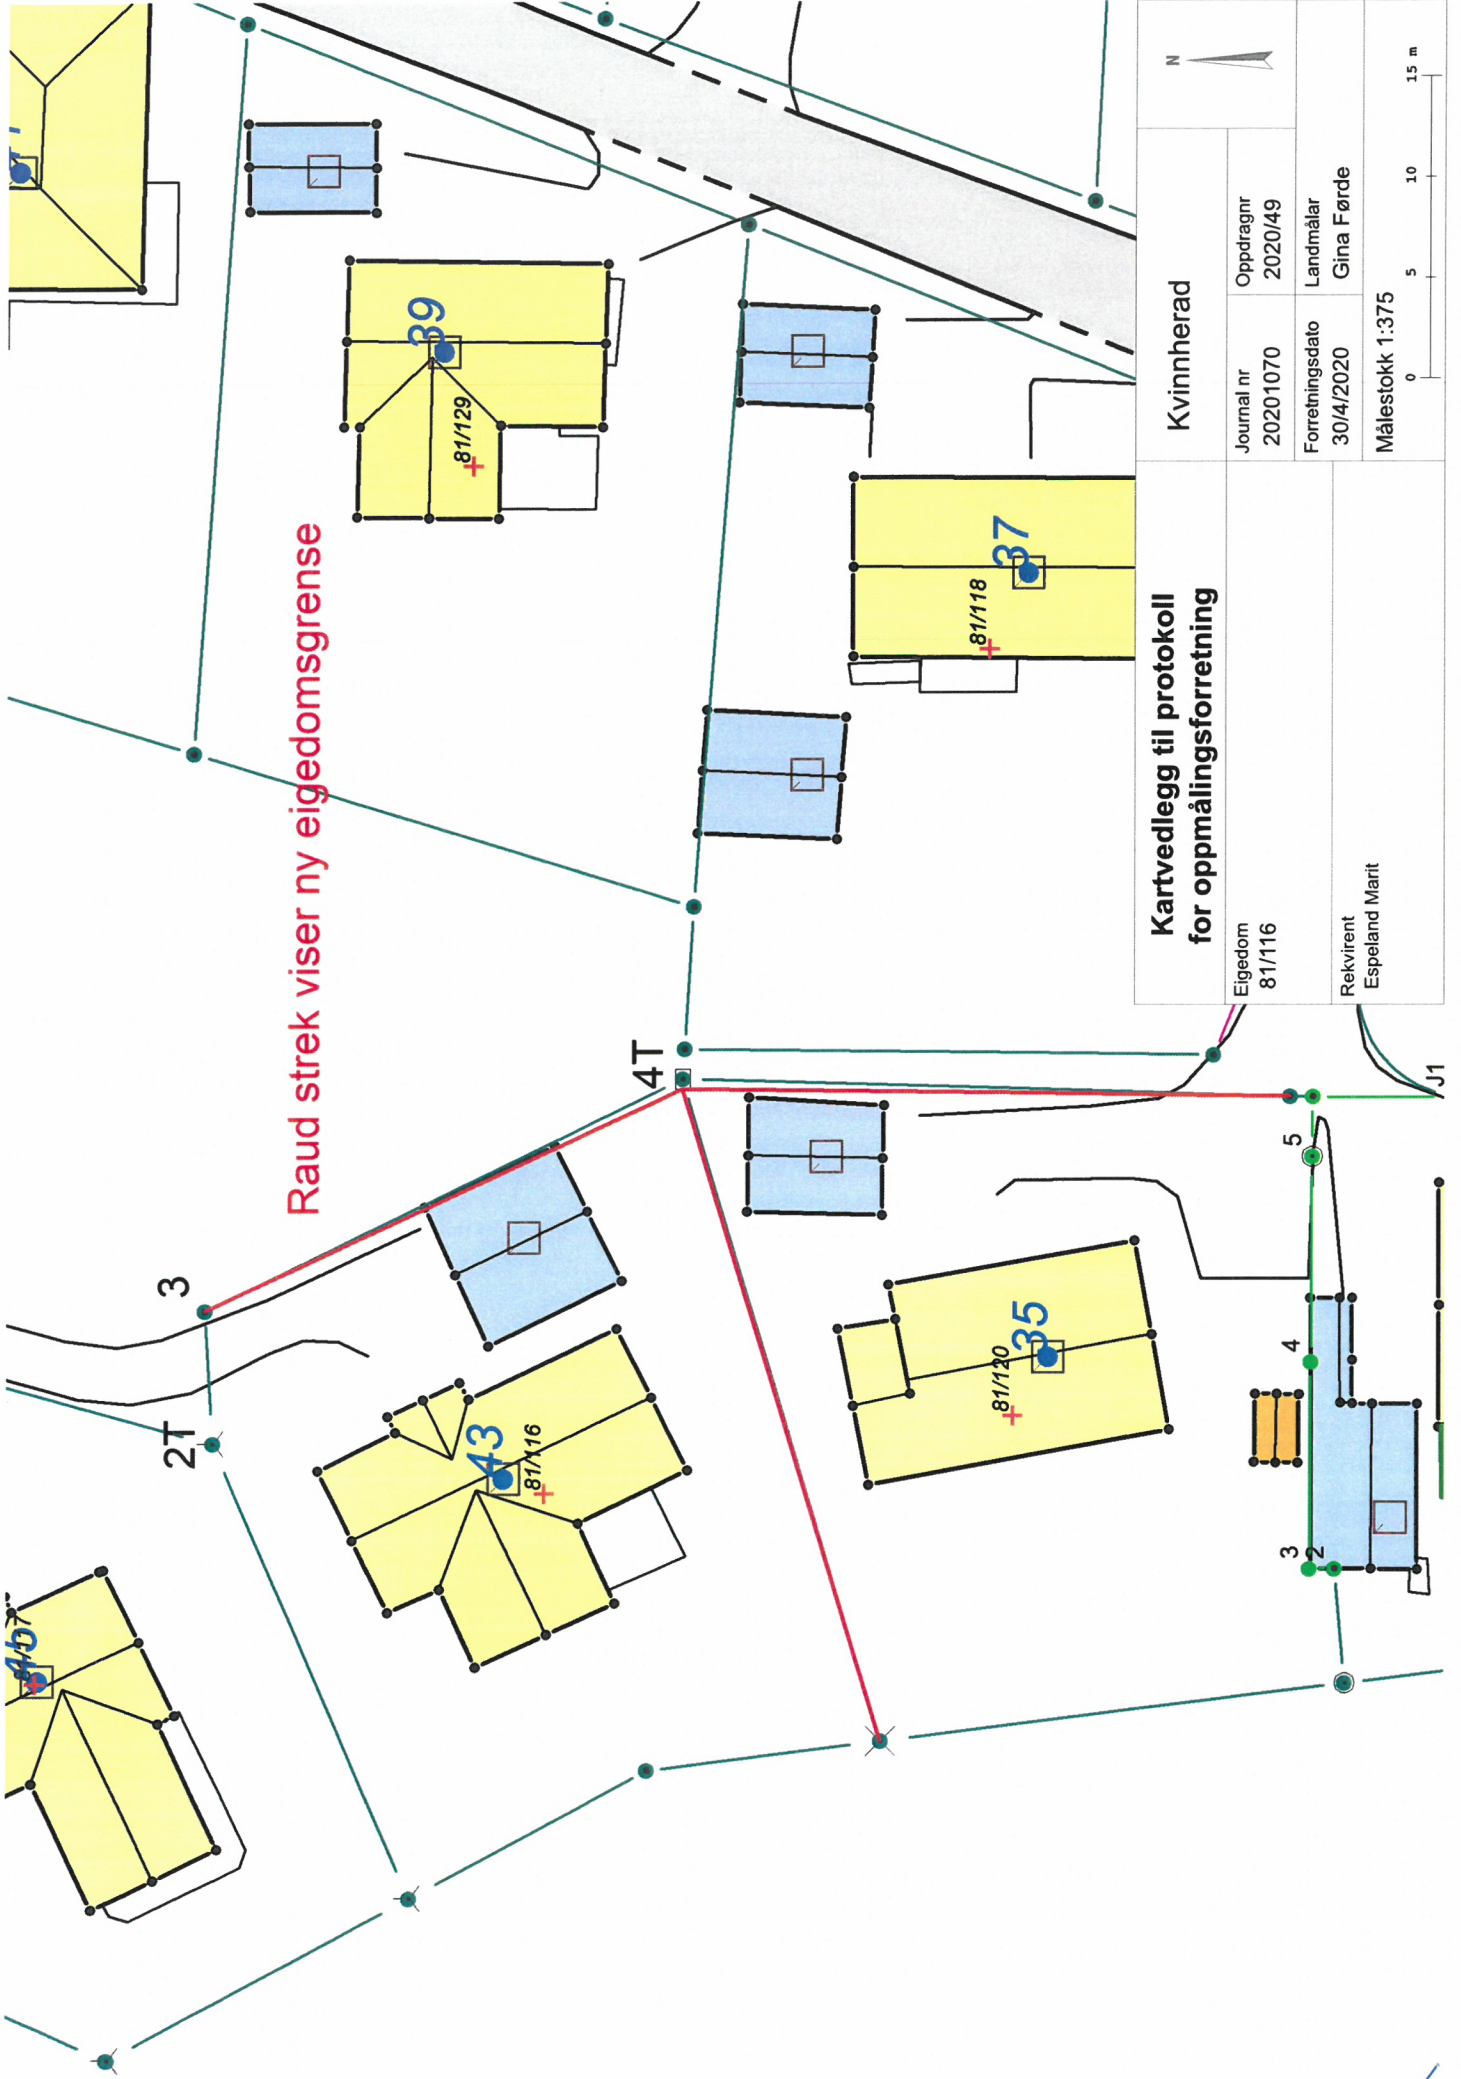 Raud strek viser ny eigedomsgrense
39
81/129
37
81/118
3
4T
2T
43
81/116
35
81/120
5
4
3
2
J1
Kartvedlegg til protokoll
for oppmålingsforretning
Kvinnherad
N
Eigedom
81/116
Journal nr
20201070
Oppdragnr
2020/49
Forretningsdato
30/4/2020
Landmålar
Gina Førde
Rekvirent
Espeland Marit
Målestokk 1:375
0 5 10 15 m